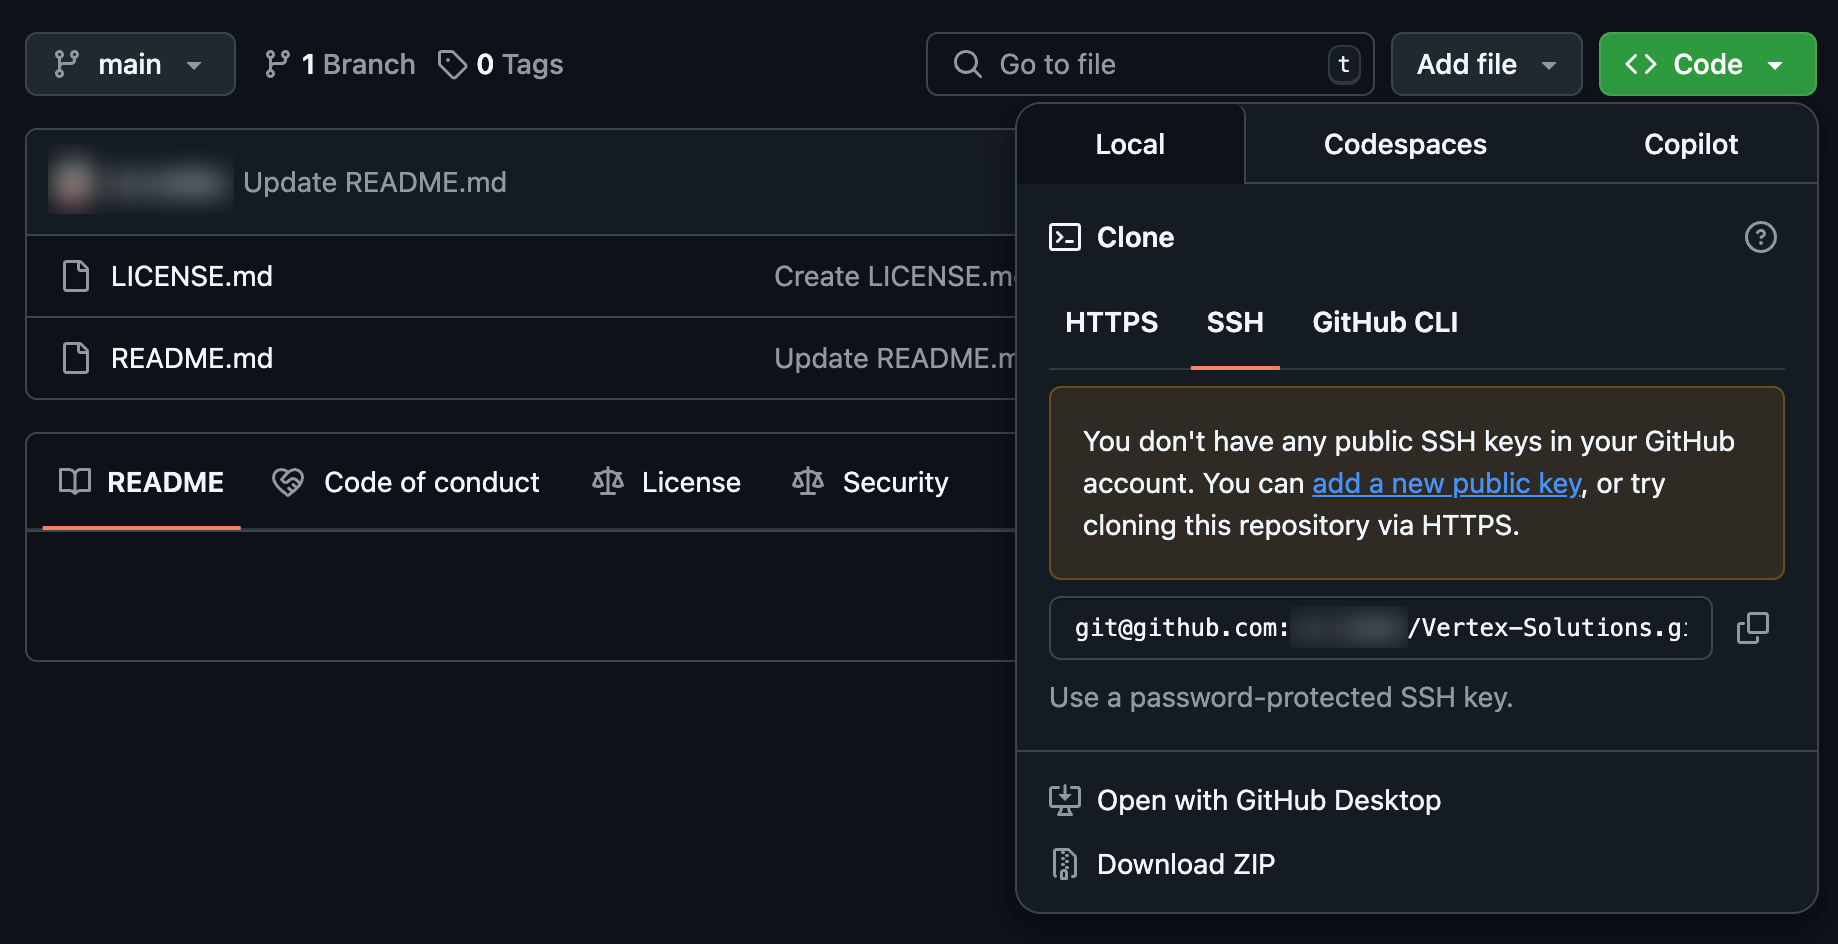 main 1 Branch 0 Tags Go to file t Add file Code
Local Codespaces Copilot
Update README.md
Clone
LICENSE.md Create LICENSE.m
HTTPS SSH GitHub CLI
README.md Update README.m
You don't have any public SSH keys in your GitHub
account. You can add a new public key, or try
cloning this repository via HTTPS.
README Code of conduct License Security
git@github.com: /Vertex-Solutions.gi
Use a password-protected SSH key.
Open with GitHub Desktop
Download ZIP